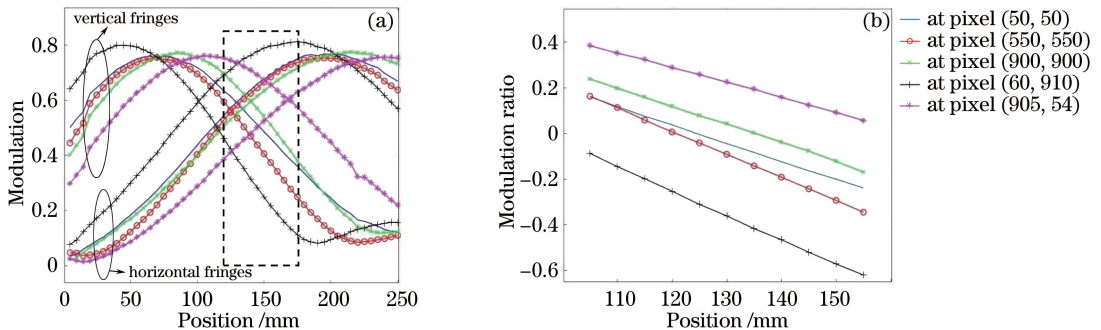 vertical fringes
(a)
0.8
0.6
0.4
0.2
0
Modulation
horizontal fringes
0 50 100 150 200 250
Position /mm
(b)
0.4
0.2
0
−0.2
−0.4
−0.6
Modulation ratio
110 120 130 140 150
Position /mm
at pixel (50, 50)
at pixel (550, 550)
at pixel (900, 900)
at pixel (60, 910)
at pixel (905, 54)